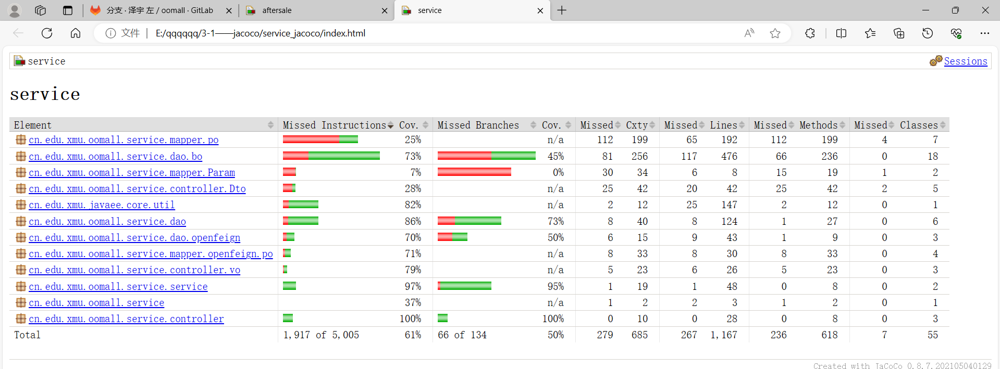 分支 · 泽宇 左 / oomall · GitLab
aftersale
service
文件
E:/qqqqqq/3-1——jacoco/service_jacoco/index.html
service
Sessions
service
Element Missed Instructions Cov. Missed Branches Cov. Missed Cxty Missed Lines Missed Methods Missed Classes
cn.edu.xmu.oomall.service.mapper.po 25% n/a 112 199 65 192 112 199 4 7
cn.edu.xmu.oomall.service.dao.bo 73% 45% 81 256 117 476 66 236 0 18
cn.edu.xmu.oomall.service.mapper.Param 7% 0% 30 34 6 8 15 19 1 2
cn.edu.xmu.oomall.service.controller.Dto 28% n/a 25 42 20 42 25 42 2 5
cn.edu.xmu.javaee.core.util 82% n/a 2 12 25 147 2 12 0 1
cn.edu.xmu.oomall.service.dao 86% 73% 8 40 8 124 1 27 0 6
cn.edu.xmu.oomall.service.dao.openfeign 70% 50% 6 15 9 43 1 9 0 3
cn.edu.xmu.oomall.service.mapper.openfeign.po 71% n/a 8 33 8 30 8 33 0 4
cn.edu.xmu.oomall.service.controller.vo 79% n/a 5 23 6 26 5 23 0 3
cn.edu.xmu.oomall.service.service 97% 95% 1 19 1 48 0 8 0 2
cn.edu.xmu.oomall.service 37% n/a 1 2 2 3 1 2 0 1
cn.edu.xmu.oomall.service.controller 100% 100% 0 10 0 28 0 8 0 3
Total 1,917 of 5,005 61% 66 of 134 50% 279 685 267 1,167 236 618 7 55
Created with JaCoCo 0.8.7.202105040129